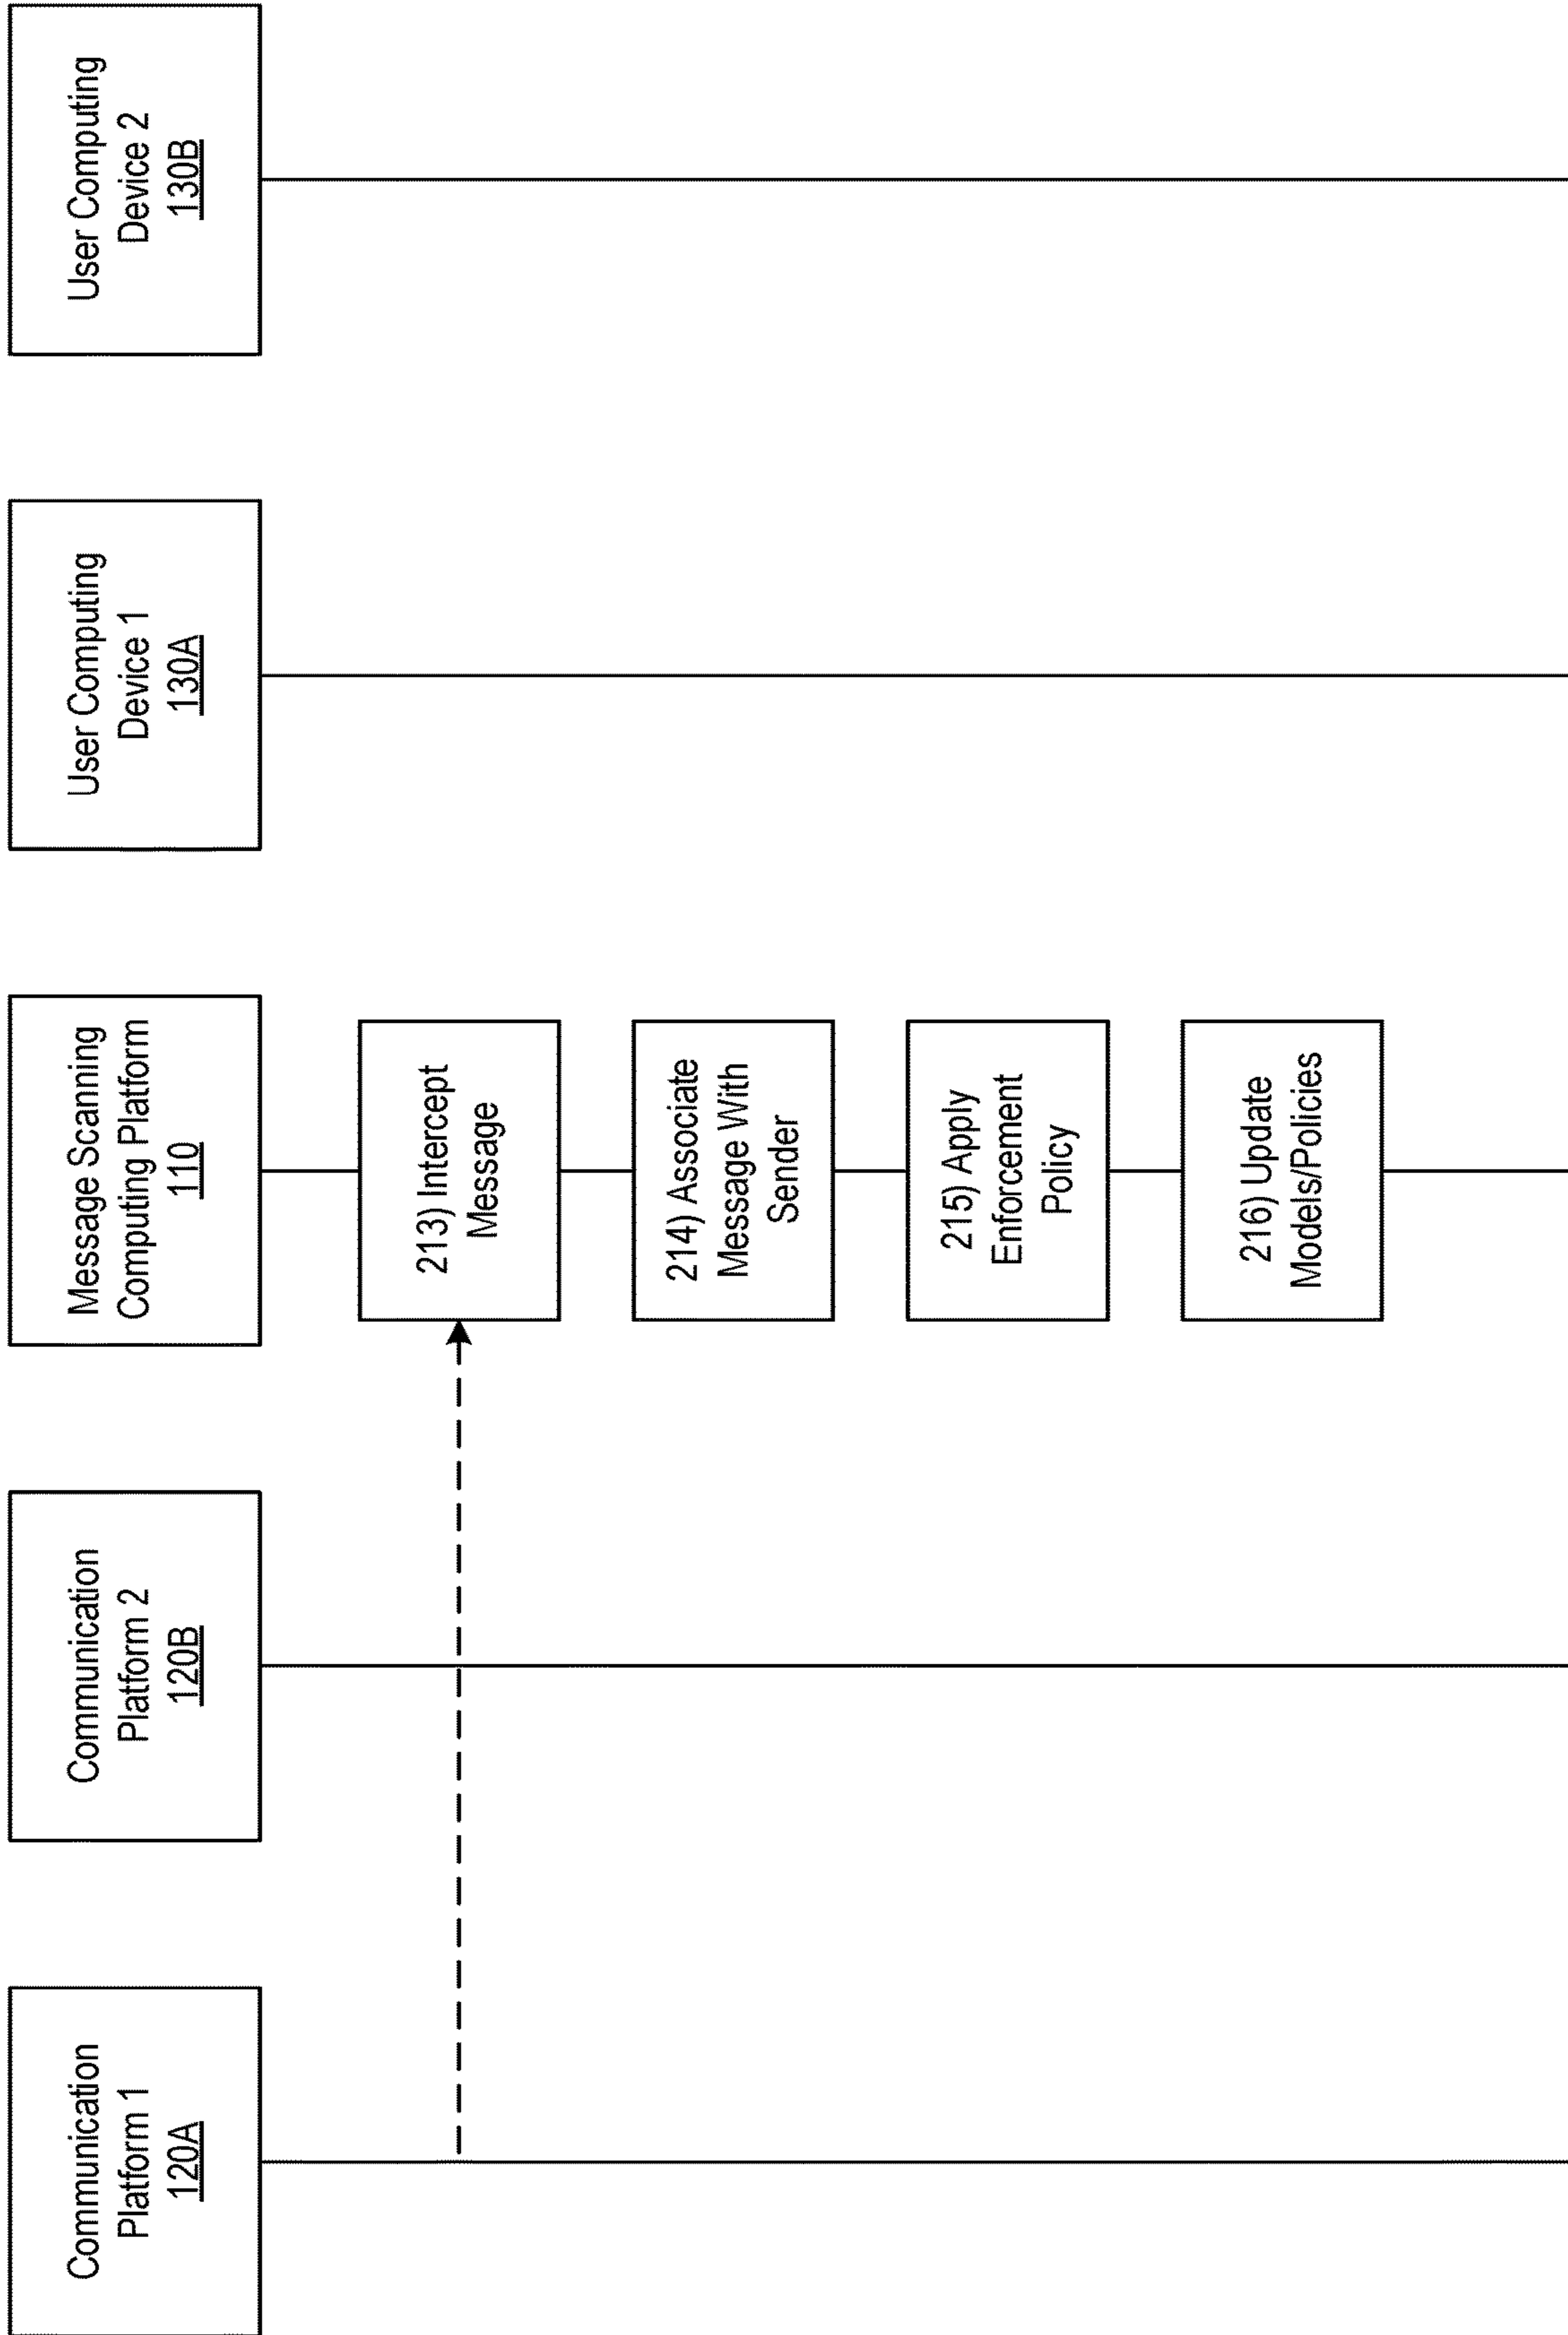 Communication
Platform 1
120A
Communication
Platform 2
120B
Message Scanning
Computing Platform
110
User Computing
Device 1
130A
User Computing
Device 2
130B
213) Intercept
Message
214) Associate
Message With
Sender
215) Apply
Enforcement
Policy
216) Update
Models/Policies